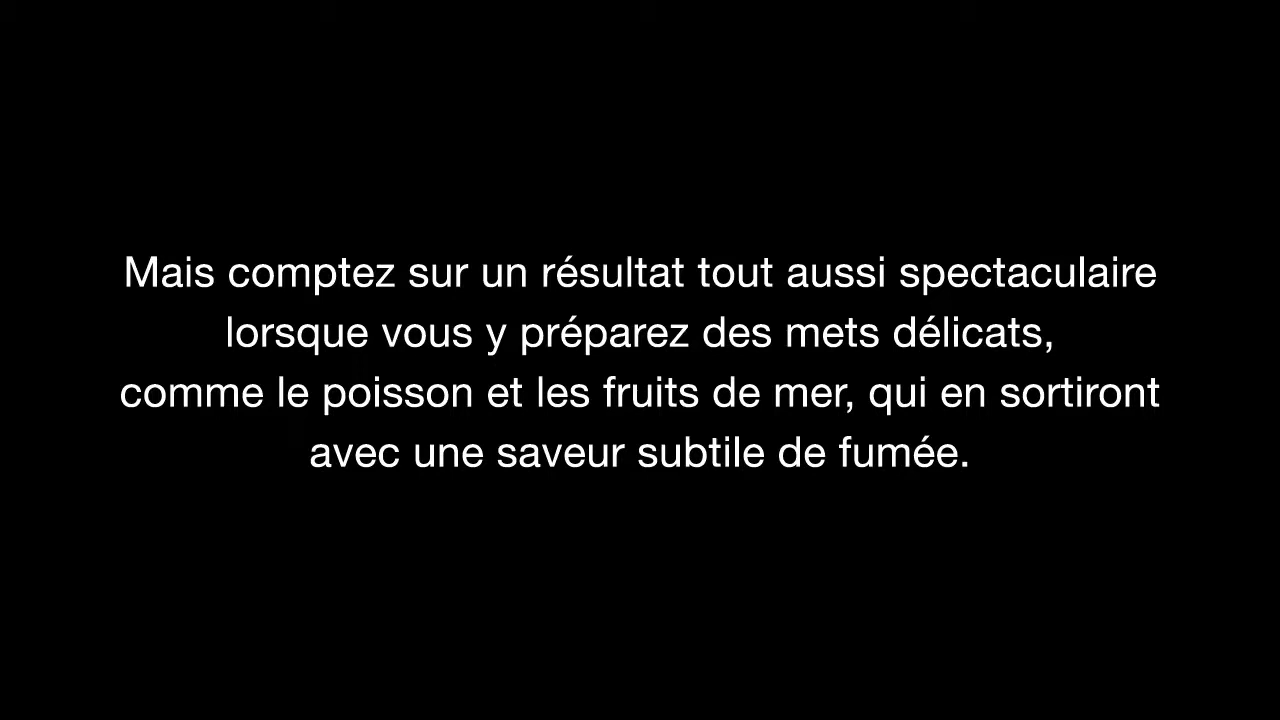 Mais comptez sur un résultat tout aussi spectaculaire
lorsque vous y préparez des mets délicats,
comme le poisson et les fruits de mer, qui en sortiront
avec une saveur subtile de fumée.